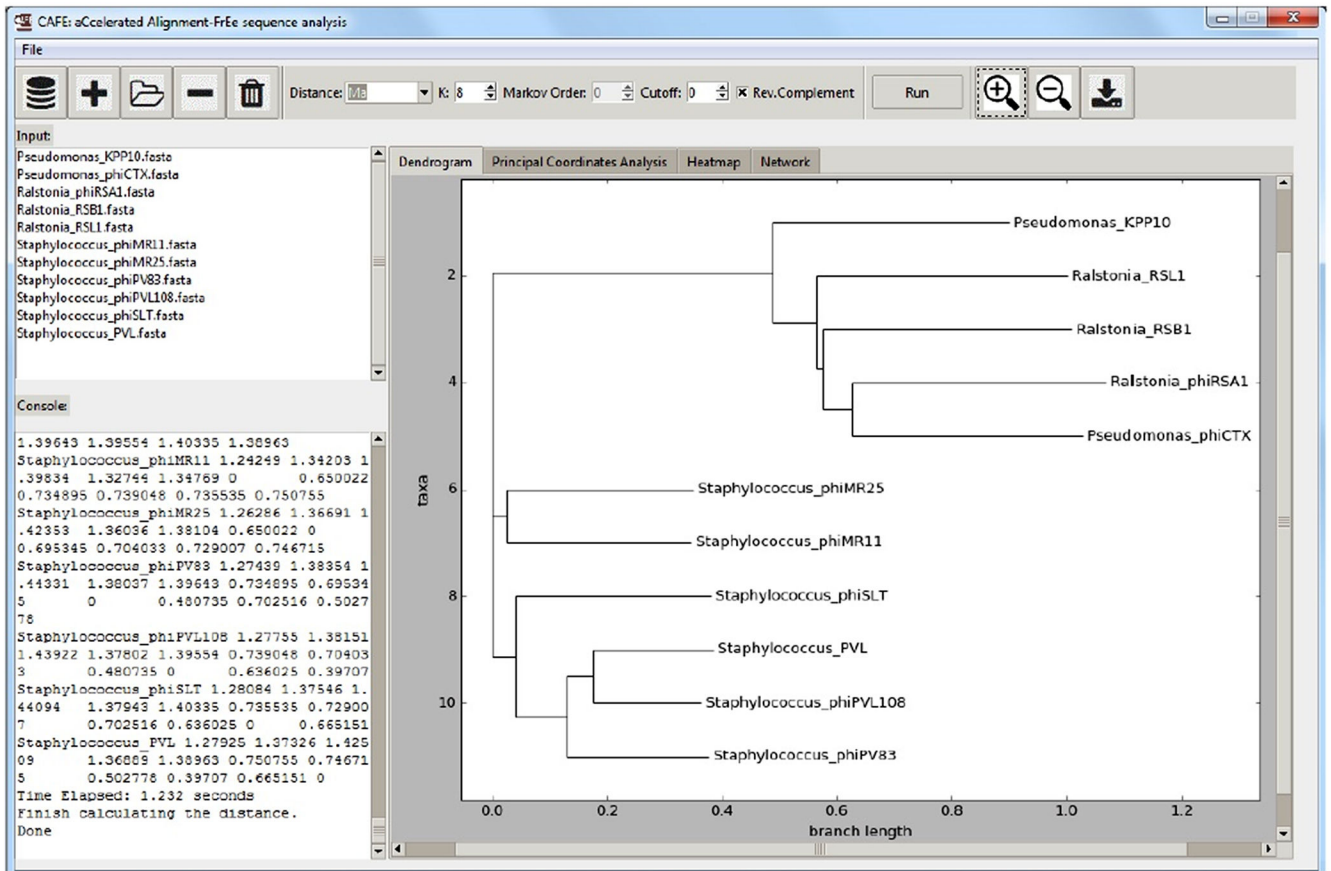 CAFE: aCcelerated Alignment-FrEe sequence analysis
File
Distance: Ma K: 8 Markov Order: 0 Cutoff: 0 Rev.Complement Run
Input:
Pseudomonas_KPP10.fasta
Pseudomonas_phiCTX.fasta
Ralstonia_phiRSA1.fasta
Ralstonia_RSB1.fasta
Ralstonia_RSL1.fasta
Staphylococcus_phiMR11.fasta
Staphylococcus_phiMR25.fasta
Staphylococcus_phiPV83.fasta
Staphylococcus_phiPVL108.fasta
Staphylococcus_phiSLT.fasta
Staphylococcus_PVL.fasta
Console:
1.39643 1.39554 1.40335 1.38963
Staphylococcus_phiMR11 1.24249 1.34203 1
.39834 1.32744 1.34769 0 0.650022
0.734895 0.739048 0.735535 0.750755
Staphylococcus_phiMR25 1.26286 1.36691 1
.42353 1.36036 1.38104 0.650022 0
0.695345 0.704033 0.729007 0.746715
Staphylococcus_phiPV83 1.27439 1.38354 1
.44331 1.38037 1.39643 0.734895 0.69534
5 0 0.480735 0.702516 0.5027
78
Staphylococcus_phiPVL108 1.27755 1.38151
1.43922 1.37802 1.39554 0.739048 0.70403
3 0.480735 0 0.636025 0.39707
Staphylococcus_phiSLT 1.28084 1.37546 1.
44094 1.37943 1.40335 0.735535 0.72900
7 0.702516 0.636025 0 0.665151
Staphylococcus_PVL 1.27925 1.37326 1.425
09 1.36889 1.38963 0.750755 0.74671
5 0.502778 0.39707 0.665151 0
Time Elapsed: 1.232 seconds
Finish calculating the distance.
Done
Dendrogram Principal Coordinates Analysis Heatmap Network
Pseudomonas_KPP10
2
Ralstonia_RSL1
Ralstonia_RSB1
4
Ralstonia_phiRSA1
Pseudomonas_phiCTX
taxa
6
Staphylococcus_phiMR25
Staphylococcus_phiMR11
8
Staphylococcus_phiSLT
Staphylococcus_PVL
10
Staphylococcus_phiPVL108
Staphylococcus_phiPV83
0.0 0.2 0.4 0.6 0.8 1.0 1.2
branch length